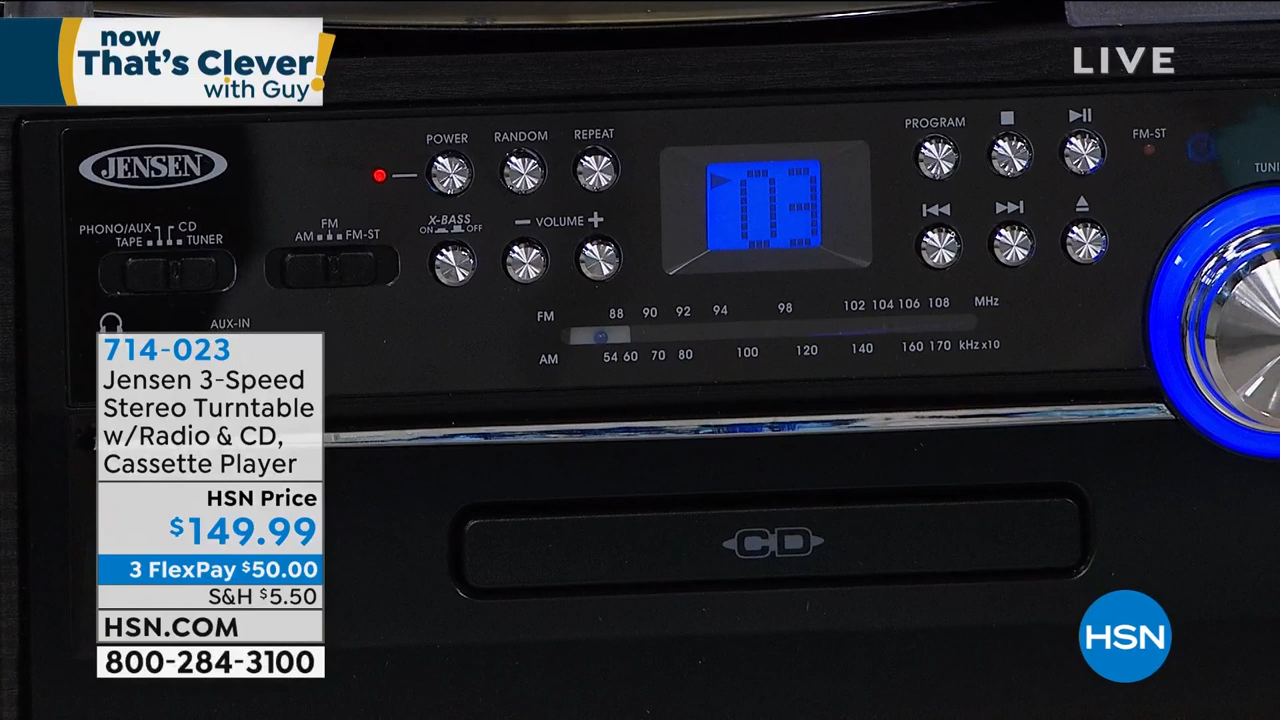 now
That's Clever!
with Guy
LIVE
JENSEN
POWER
RANDOM
REPEAT
PROGRAM
FM-ST
PHONO/AUX
CD
TAPE
TUNER
FM
AM
FM-ST
X-BASS
ON
OFF
VOLUME
03
FM 88 90 92 94 98 102 104 106 108 MHz
AM 54 60 70 80 100 120 140 160 170 kHz x10
AUX-IN
CD
714-023
Jensen 3-Speed
Stereo Turntable
w/Radio & CD,
Cassette Player
HSN Price
$149.99
3 FlexPay $50.00
S&H $5.50
HSN.COM
800-284-3100
HSN